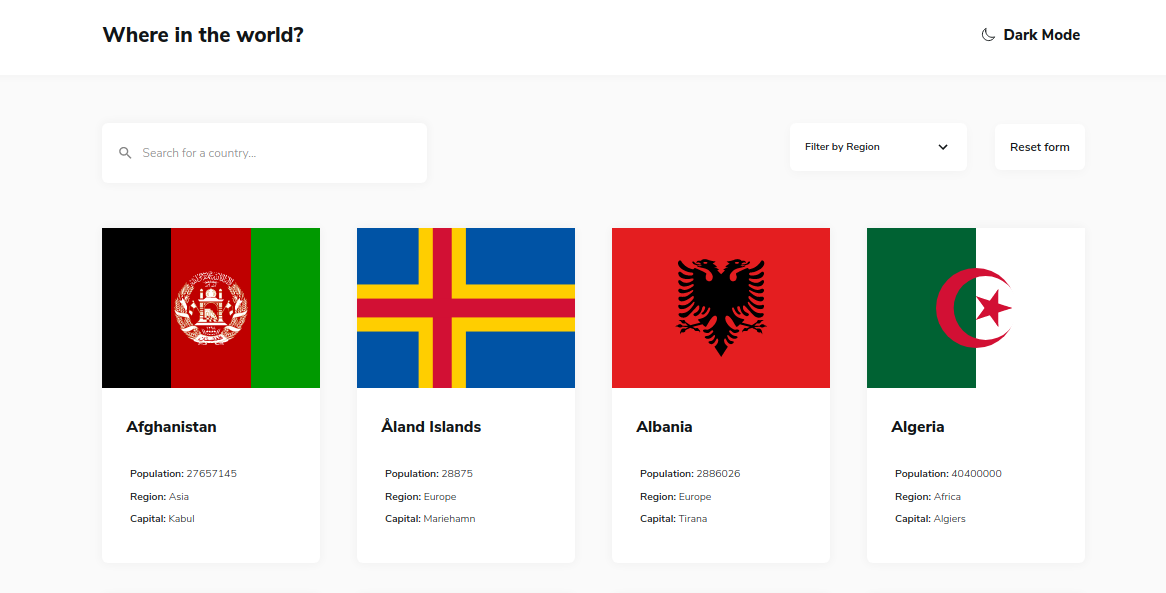 Where in the world?
Dark Mode
Search for a country...
Filter by Region
Reset form
Afghanistan
Population: 27657145
Region: Asia
Capital: Kabul
Åland Islands
Population: 28875
Region: Europe
Capital: Mariehamn
Albania
Population: 2886026
Region: Europe
Capital: Tirana
Algeria
Population: 40400000
Region: Africa
Capital: Algiers